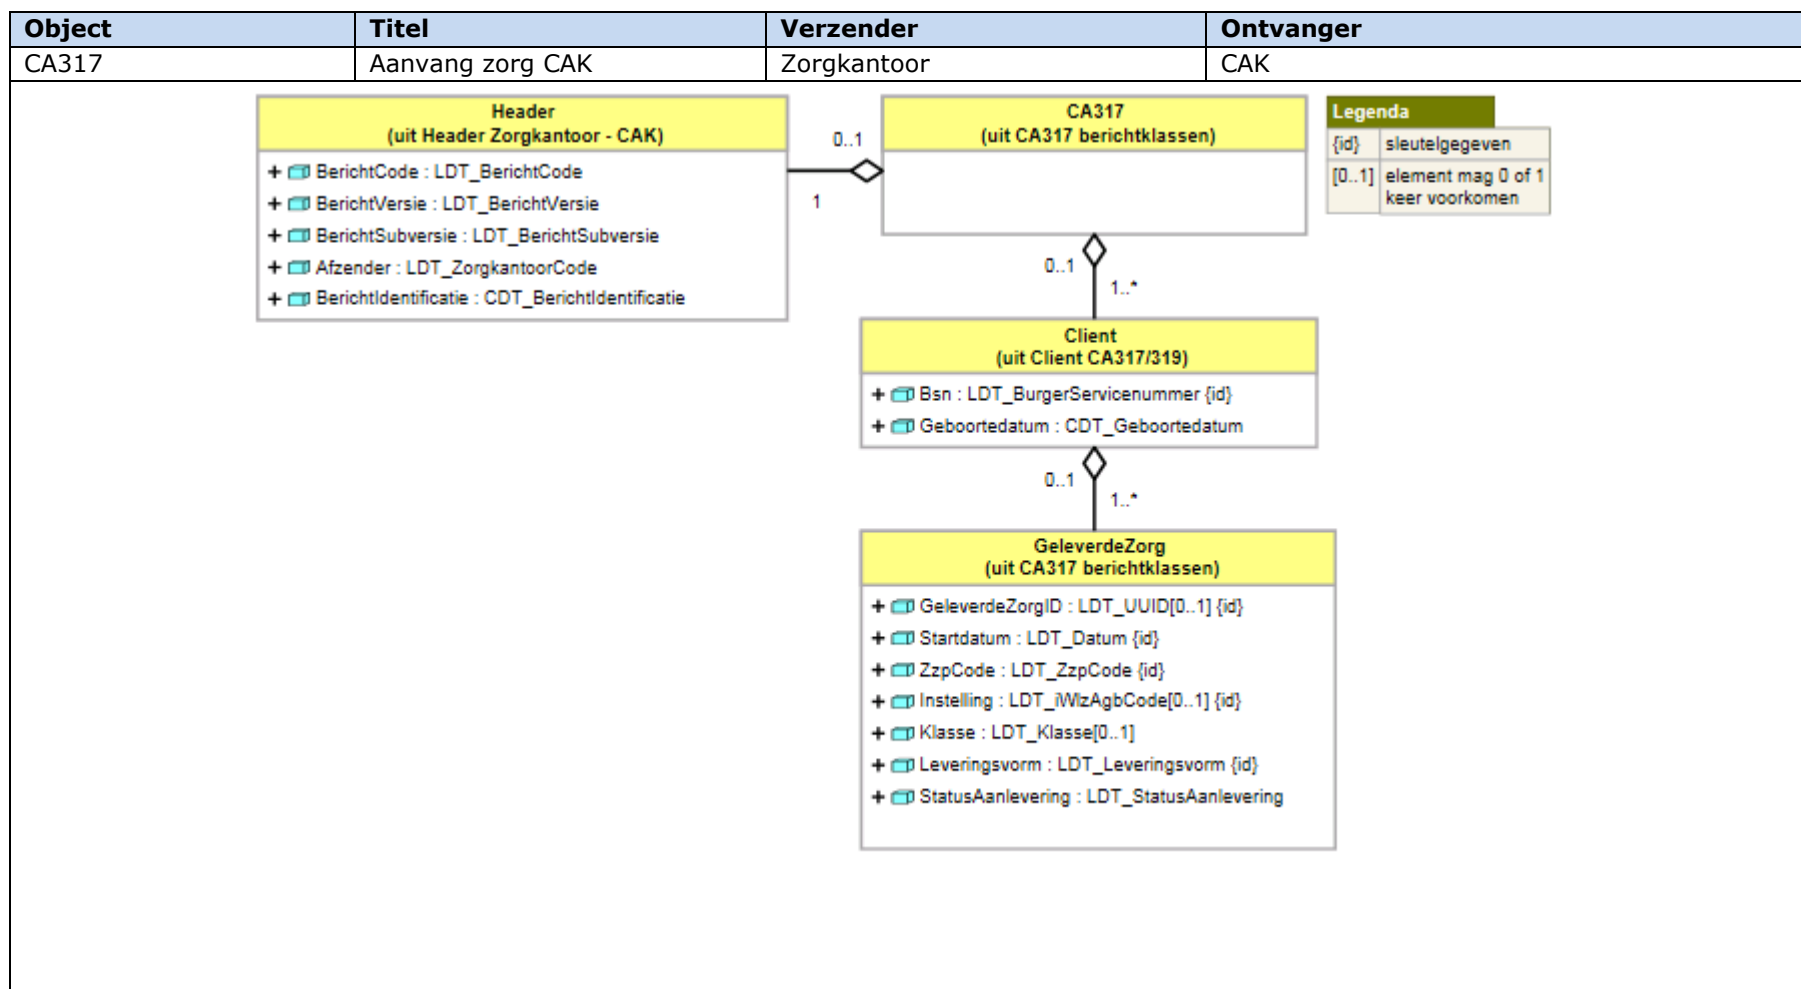 Object Titel Verzender Ontvanger
CA317 Aanvang zorg CAK Zorgkantoor CAK
Header
(uit Header Zorgkantoor - CAK)
+ BerichtCode : LDT_BerichtCode
+ BerichtVersie : LDT_BerichtVersie
+ BerichtSubversie : LDT_BerichtSubversie
+ Afzender : LDT_ZorgkantoorCode
+ BerichtIdentificatie : CDT_BerichtIdentificatie
0..1
1
CA317
(uit CA317 berichtklassen)
Legenda
{id} sleutelgegeven
[0..1] element mag 0 of 1
keer voorkomen
0..1
1..*
Client
(uit Client CA317/319)
+ Bsn : LDT_BurgerServicenummer {id}
+ Geboortedatum : CDT_Geboortedatum
0..1
1..*
GeleverdeZorg
(uit CA317 berichtklassen)
+ GeleverdeZorgID : LDT_UUID[0..1] {id}
+ Startdatum : LDT_Datum {id}
+ ZzpCode : LDT_ZzpCode {id}
+ Instelling : LDT_iWlzAgbCode[0..1] {id}
+ Klasse : LDT_Klasse[0..1]
+ Leveringsvorm : LDT_Leveringsvorm {id}
+ StatusAanlevering : LDT_StatusAanlevering